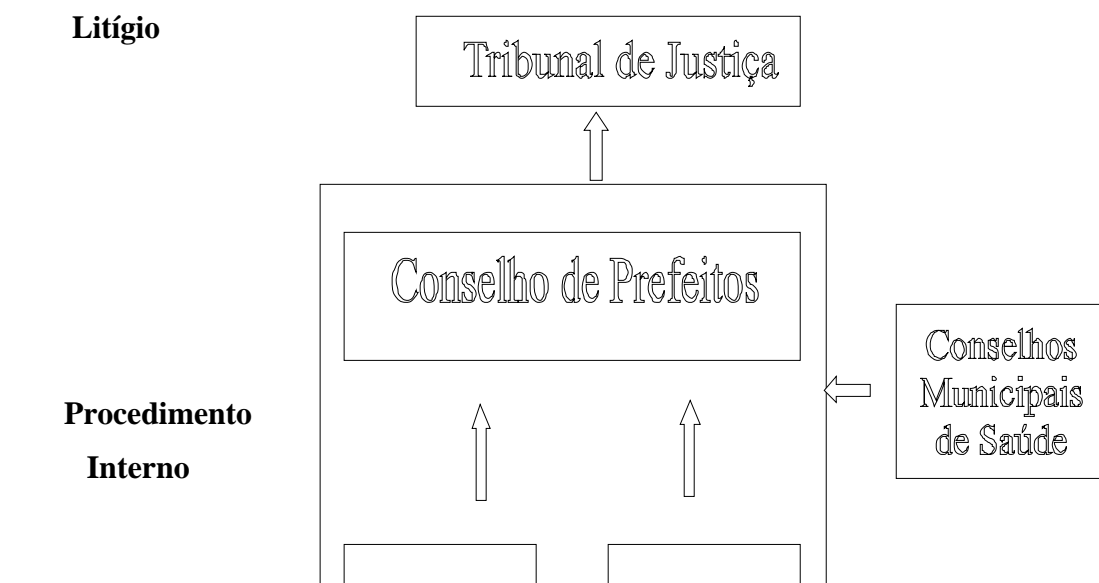 Litígio
Tribunal de Justiça
Conselho de Prefeitos
Conselhos
Municipais
de Saúde
Procedimento
Interno